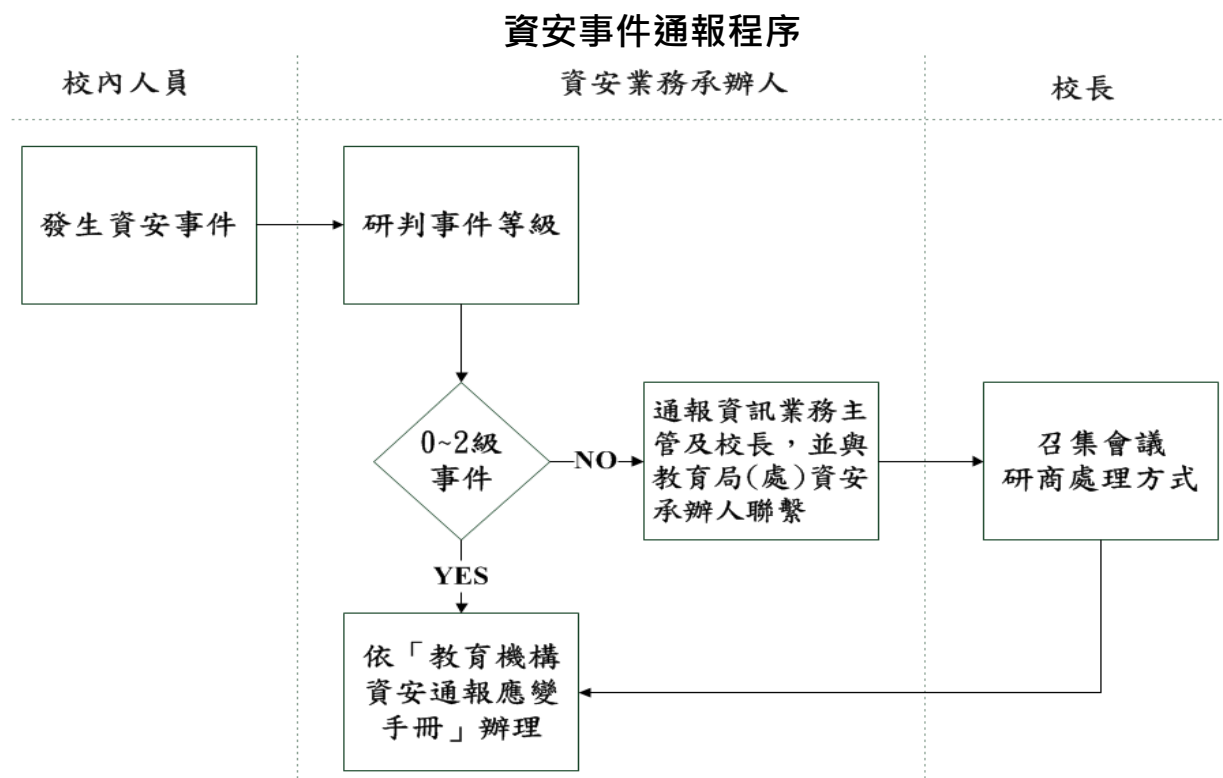 資安事件通報程序
校內人員
資安業務承辦人
校長
發生資安事件
研判事件等級
0~2級
事件
NO
通報資訊業務主
管及校長，並與
教育局(處)資安
承辦人聯繫
召集會議
研商處理方式
YES
依「教育機構
資安通報應變
手冊」辦理